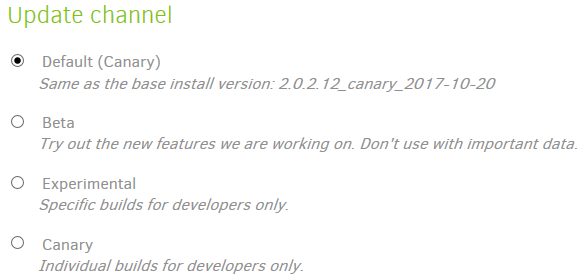 Update channel
Default (Canary)
Same as the base install version: 2.0.2.12_canary_2017-10-20
Beta
Try out the new features we are working on. Don't use with important data.
Experimental
Specific builds for developers only.
Canary
Individual builds for developers only.